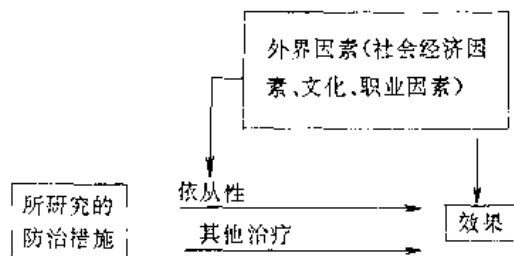 外界因素(社会经济因
素、文化、职业因素)
依从性
所研究的
防治措施
其他治疗
效果